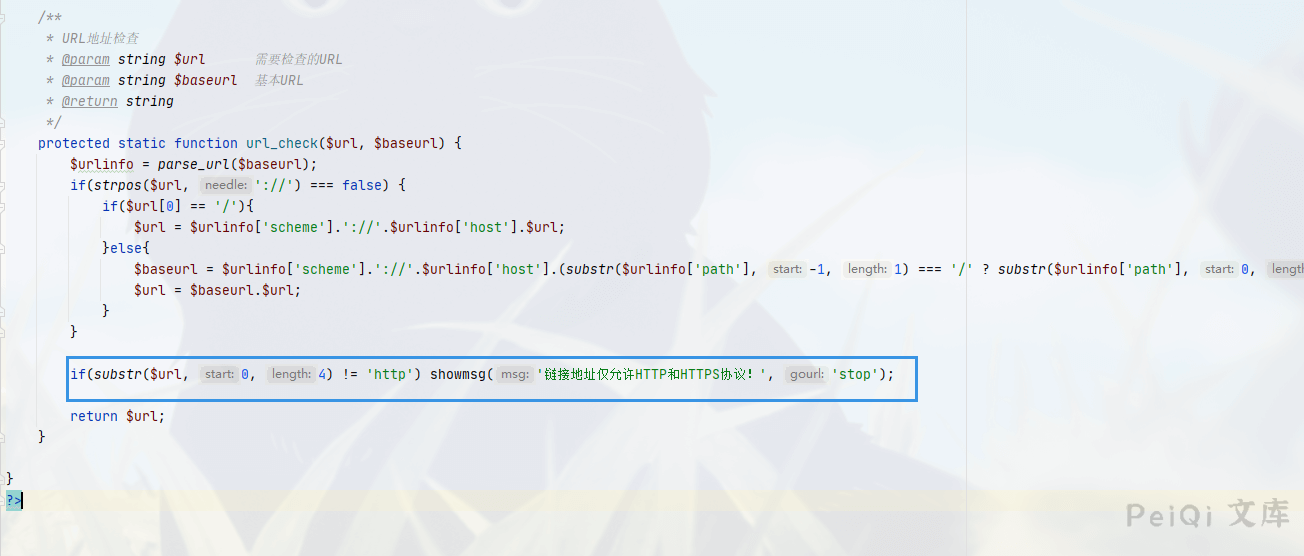 /**
* URL地址检查
* @param string $url 需要检查的URL
* @param string $baseurl 基本URL
* @return string
*/
protected static function url_check($url, $baseurl) {
$urlinfo = parse_url($baseurl);
if(strpos($url, needle: '://') === false) {
if($url[0] == '/'){
$url = $urlinfo['scheme'].'://'.$urlinfo['host'].$url;
}else{
$baseurl = $urlinfo['scheme'].'://'.$urlinfo['host'].(substr($urlinfo['path'], start: -1, length: 1) === '/' ? substr($urlinfo['path'], start: 0,
$url = $baseurl.$url;
}
}
if(substr($url, start: 0, length: 4) != 'http') showmsg( msg: '链接地址仅允许HTTP和HTTPS协议！', gourl: 'stop');
return $url;
}
}
?>
PeiQi 文库